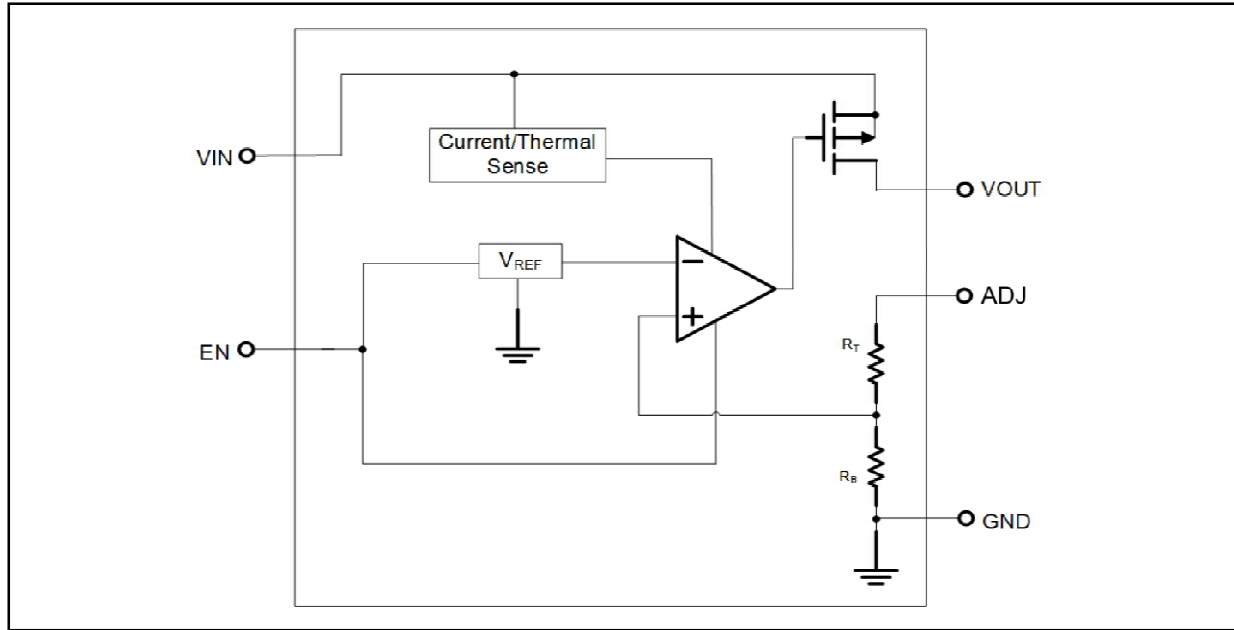 Current/Thermal
Sense
VIN
VOUT
VREF
−
+
ADJ
EN
RT
RB
GND